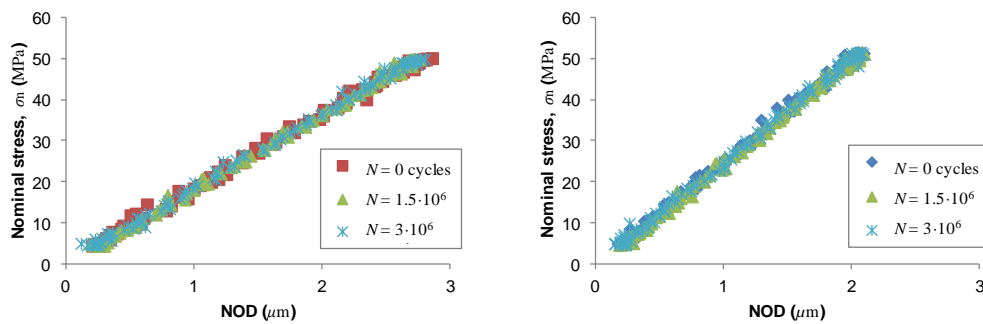 60
50
40
30
20
10
0
Nominal stress, σn (MPa)
0 1 2 3
NOD (μm)
N = 0 cycles
N = 1.5·10⁶
N = 3·10⁶
60
50
40
30
20
10
0
Nominal stress, σn (MPa)
0 1 2 3
NOD (μm)
N = 0 cycles
N = 1.5·10⁶
N = 3·10⁶